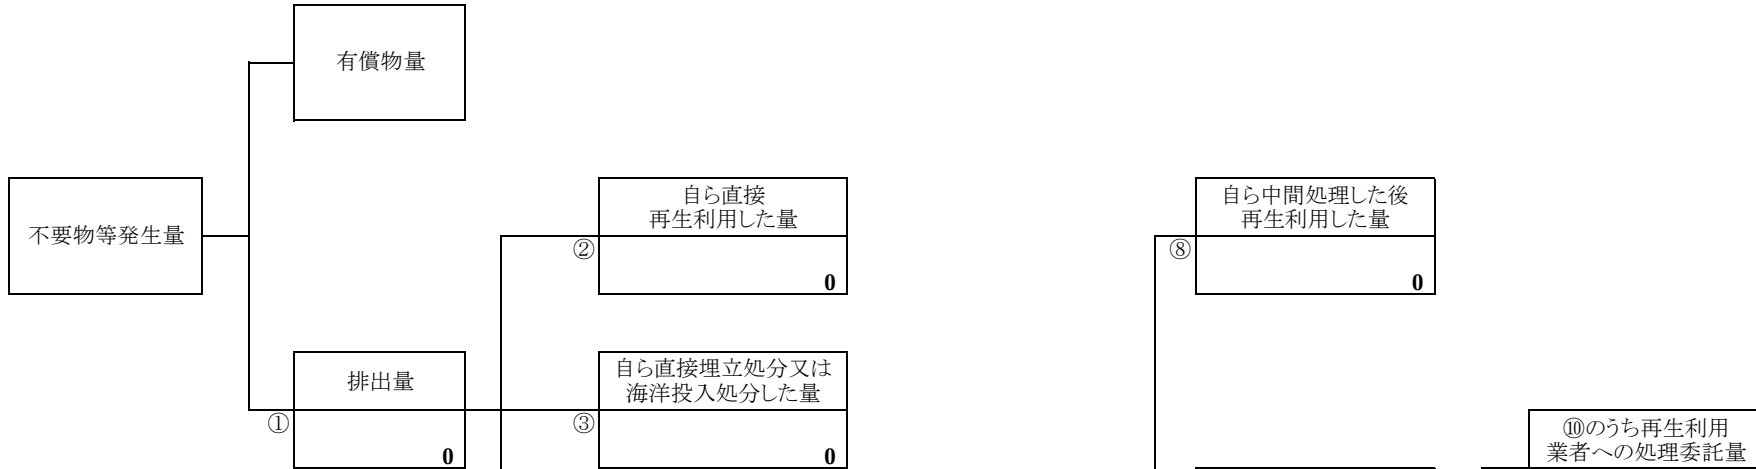 有償物量
不要物等発生量
自ら直接
再生利用した量
②
0
自ら中間処理した後
再生利用した量
⑧
0
排出量
①
0
自ら直接埋立処分又は
海洋投入処分した量
③
0
⑩のうち再生利用
業者への処理委託量